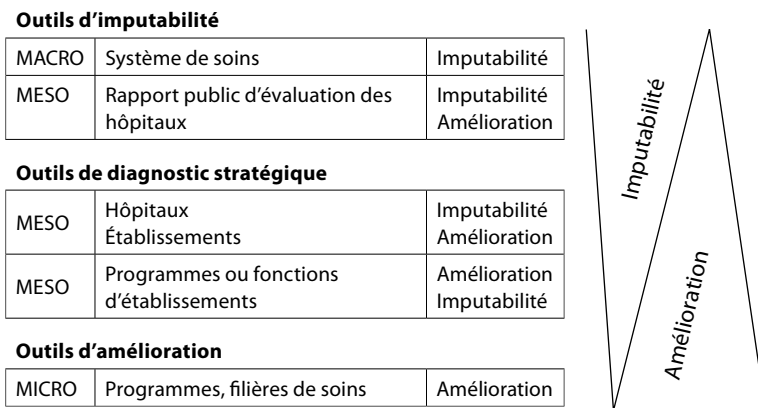 Outils d’imputabilité
MACRO Système de soins Imputabilité
MESO Rapport public d’évaluation des Imputabilité
hôpitaux Amélioration
Outils de diagnostic stratégique
MESO Hôpitaux Imputabilité
Établissements Amélioration
MESO Programmes ou fonctions Amélioration
d’établissements Imputabilité
Outils d’amélioration
MICRO Programmes, filières de soins Amélioration
Imputabilité
Amélioration